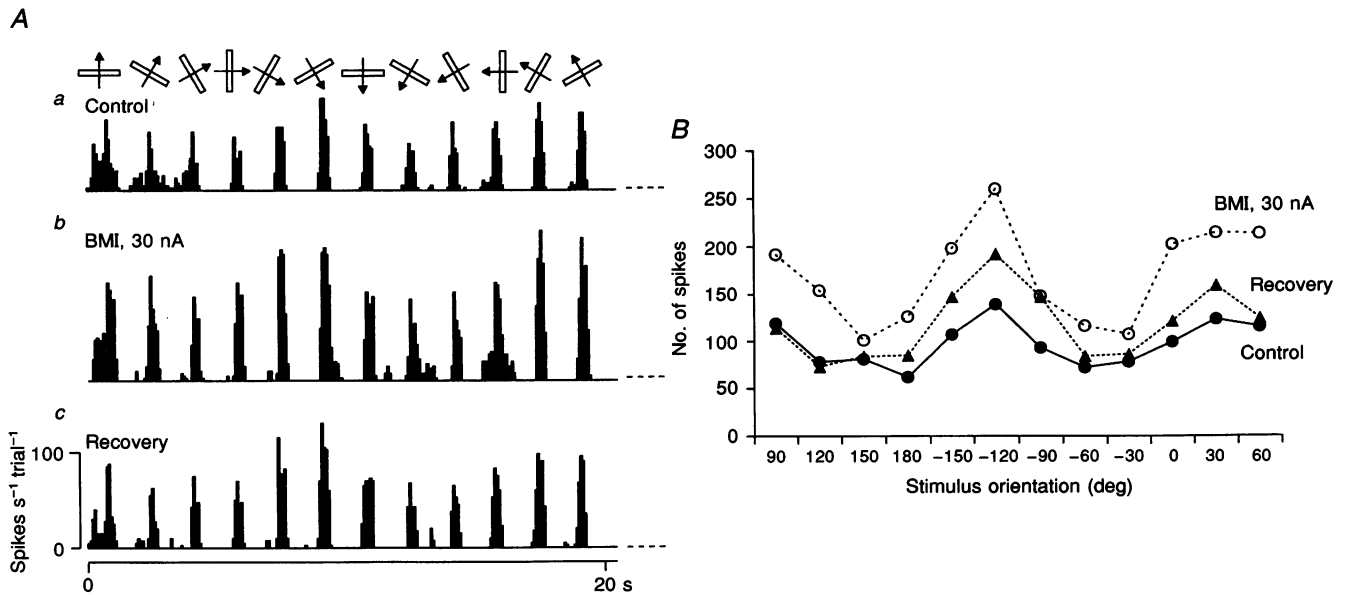 A
a
Control
b
BMI, 30 nA
c
Recovery
100
0
Spikes s⁻¹ trial⁻¹
0
20 s
B
300
250
200
150
100
50
0
No. of spikes
BMI, 30 nA
Recovery
Control
90 120 150 180 −150 −120 −90 −60 −30 0 30 60
Stimulus orientation (deg)